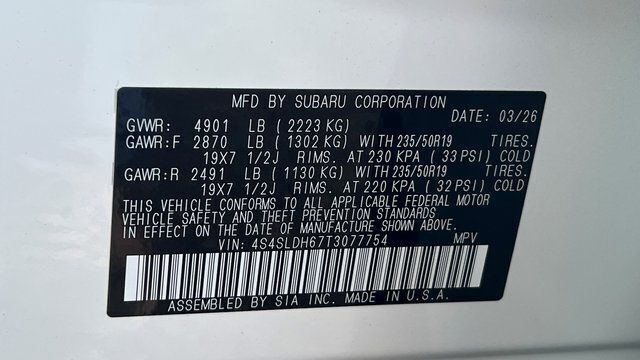 MFD BY SUBARU CORPORATION
DATE: 03/26
GVWR: 4901 LB (2223 KG)
GAWR:F 2870 LB (1302 KG) WITH 235/50R19 TIRES.
19X7 1/2J RIMS. AT 230 KPA (33 PSI) COLD
GAWR:R 2491 LB (1130 KG) WITH 235/50R19 TIRES.
19X7 1/2J RIMS. AT 220 KPA (32 PSI) COLD
THIS VEHICLE CONFORMS TO ALL APPLICABLE FEDERAL MOTOR
VEHICLE SAFETY AND THEFT PREVENTION STANDARDS
IN EFFECT ON THE DATE OF MANUFACTURE SHOWN ABOVE.
VIN: 4S4SLDH67T3077754 MPV
ASSEMBLED BY SIA INC. MADE IN U.S.A.